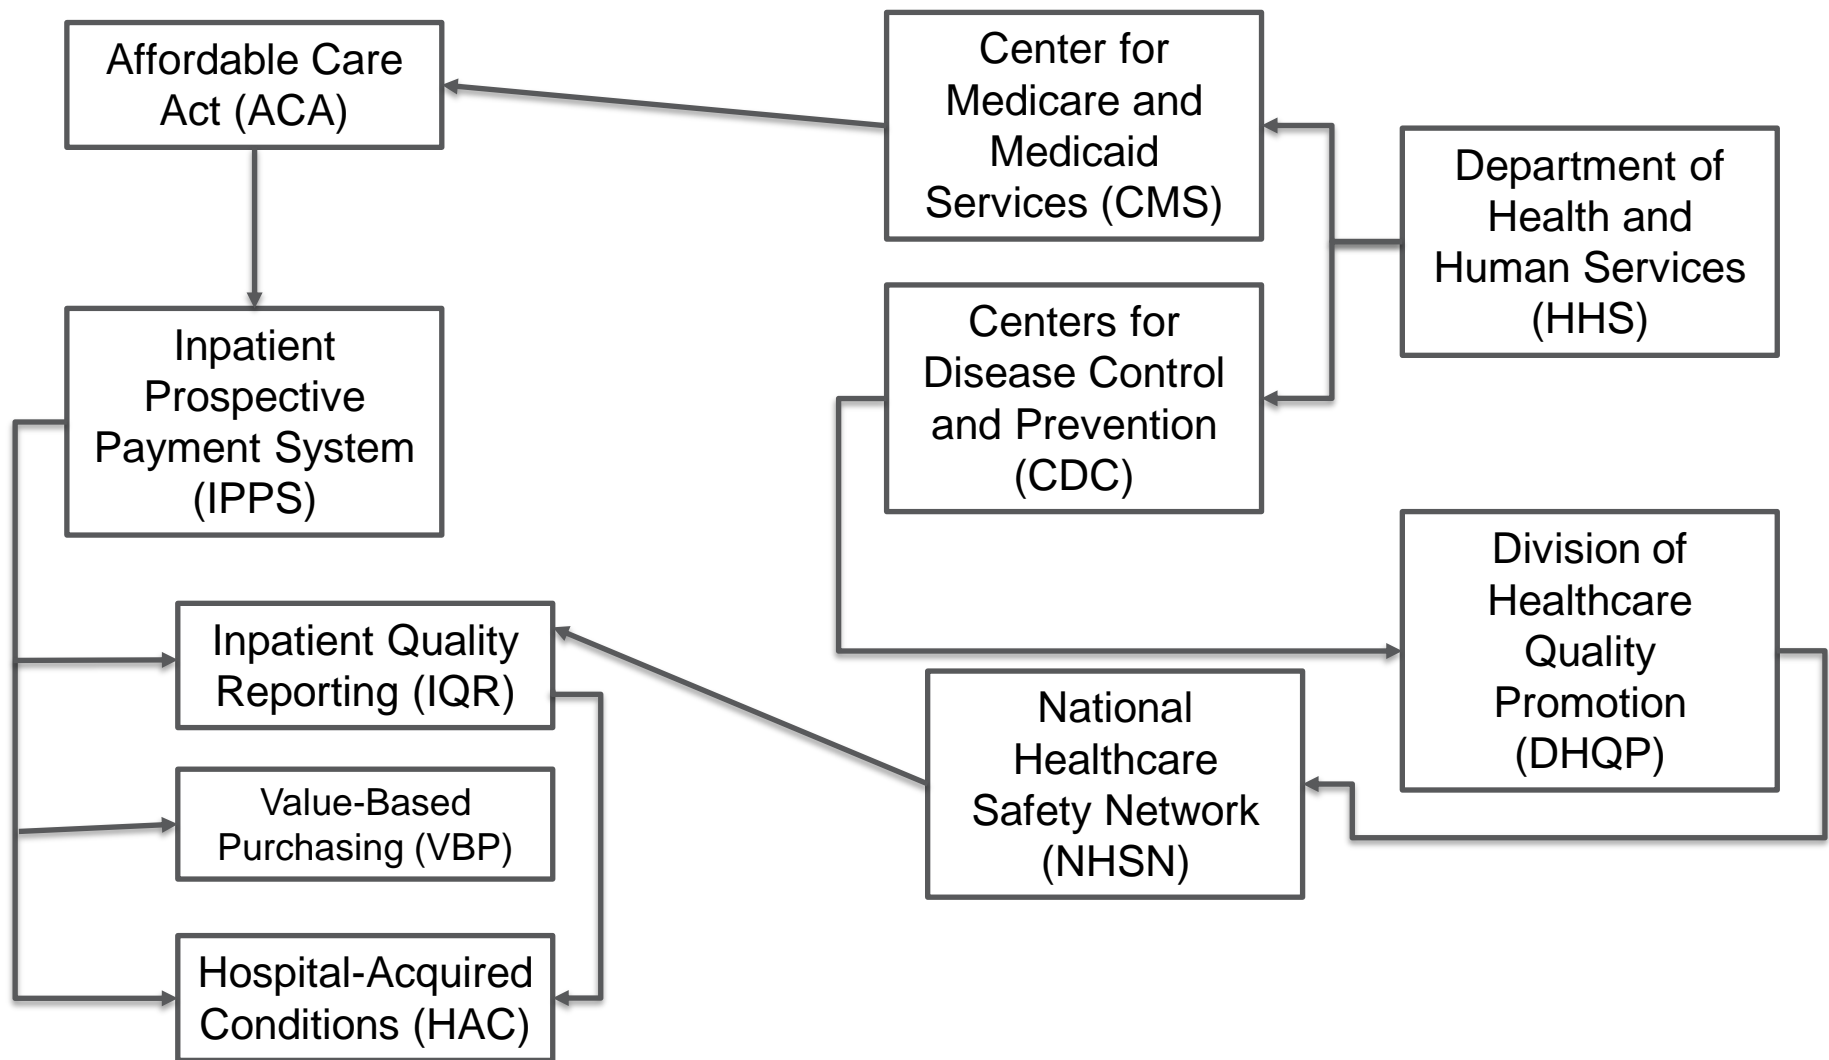 Affordable Care
Act (ACA)
Center for
Medicare and
Medicaid
Services (CMS)
Department of
Health and
Human Services
(HHS)
Inpatient
Prospective
Payment System
(IPPS)
Centers for
Disease Control
and Prevention
(CDC)
Division of
Healthcare
Quality
Promotion
(DHQP)
Inpatient Quality
Reporting (IQR)
National
Healthcare
Safety Network
(NHSN)
Value-Based
Purchasing (VBP)
Hospital-Acquired
Conditions (HAC)